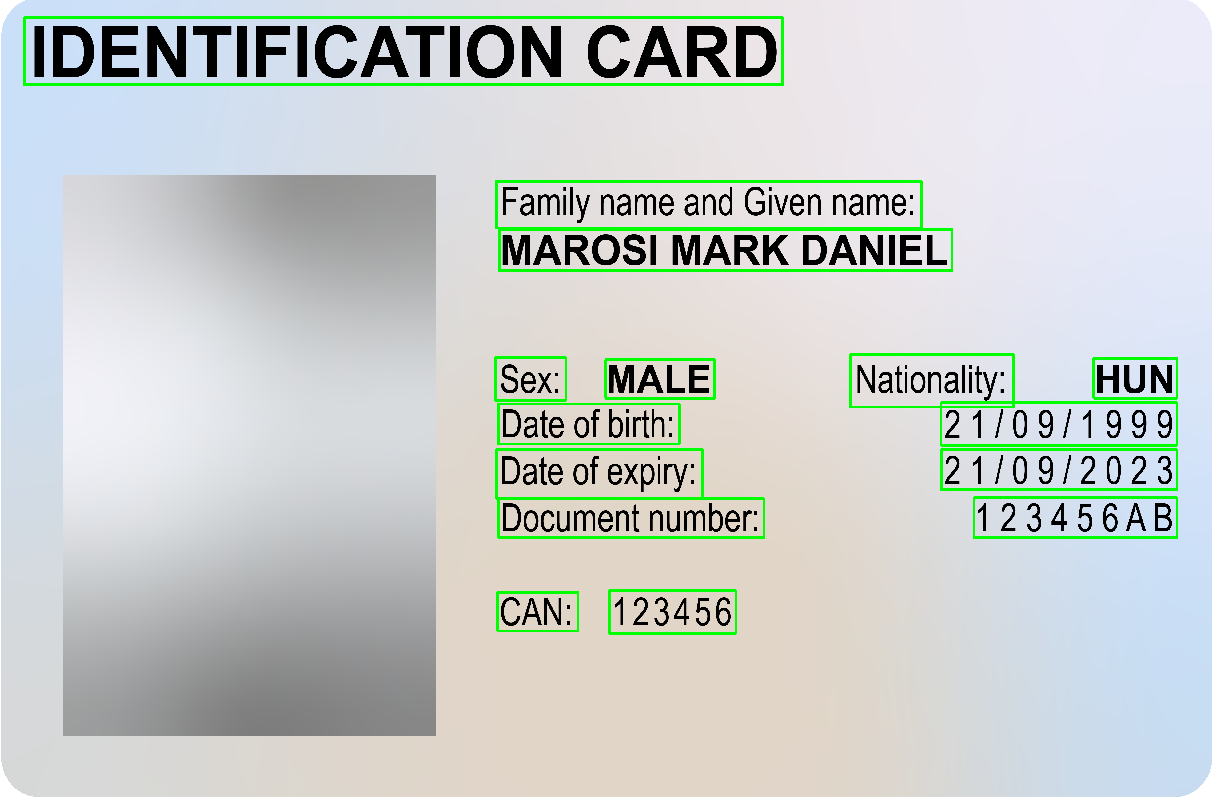 IDENTIFICATION CARD
Family name and Given name:
MAROSI MARK DANIEL
Sex: MALE Nationality: HUN
Date of birth: 21/09/1999
Date of expiry: 21/09/2023
Document number: 123456AB
CAN: 123456